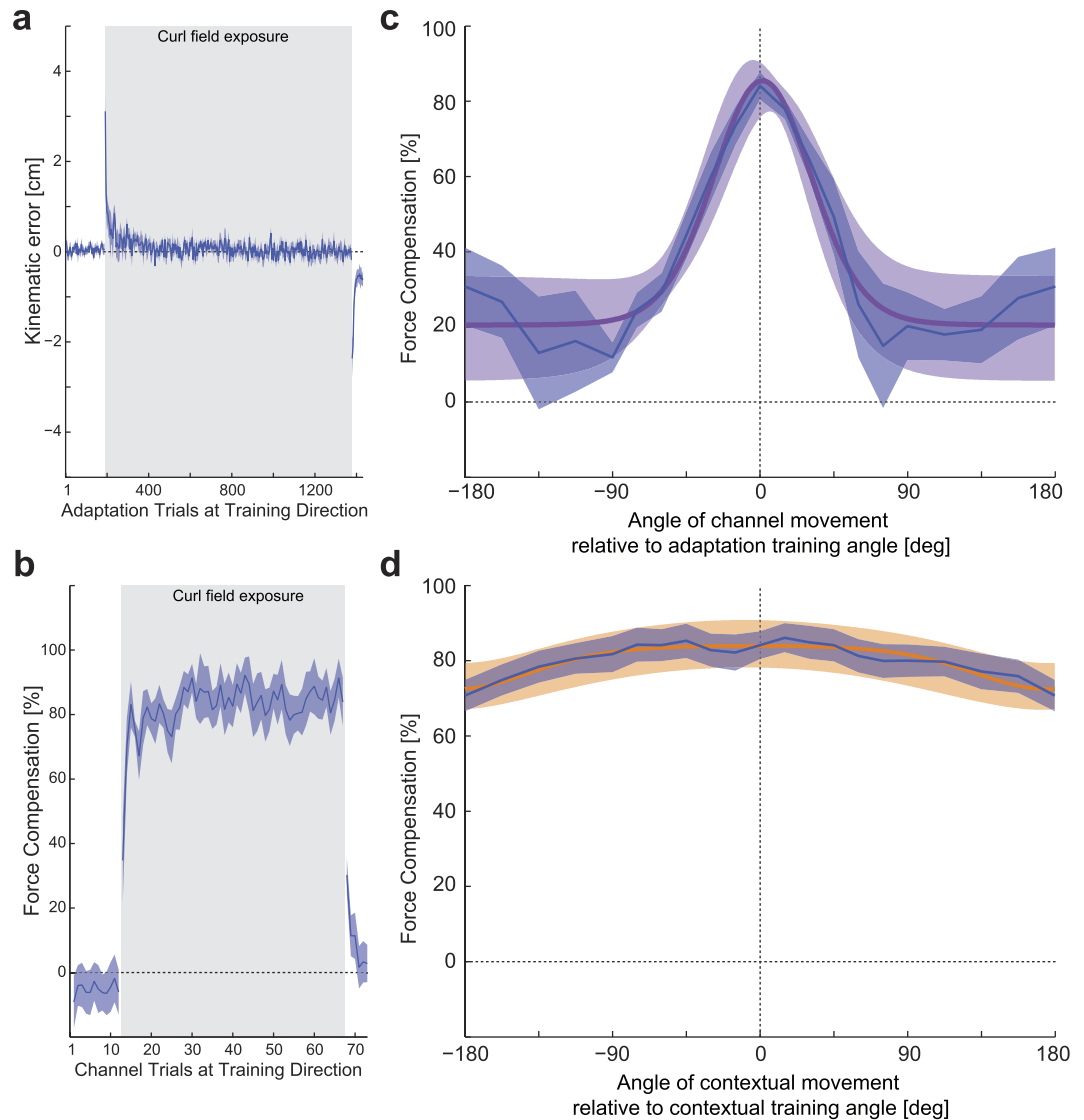 a
Curl field exposure
4
2
0
−2
−4
Kinematic error [cm]
1
400
800
1200
Adaptation Trials at Training Direction
b
Curl field exposure
100
80
60
40
20
0
Force Compensation [%]
1
10
20
30
40
50
60
70
Channel Trials at Training Direction
c
100
80
60
40
20
0
Force Compensation [%]
−180
−90
0
90
180
Angle of channel movement
relative to adaptation training angle [deg]
d
100
80
60
40
20
0
Force Compensation [%]
−180
−90
0
90
180
Angle of contextual movement
relative to contextual training angle [deg]